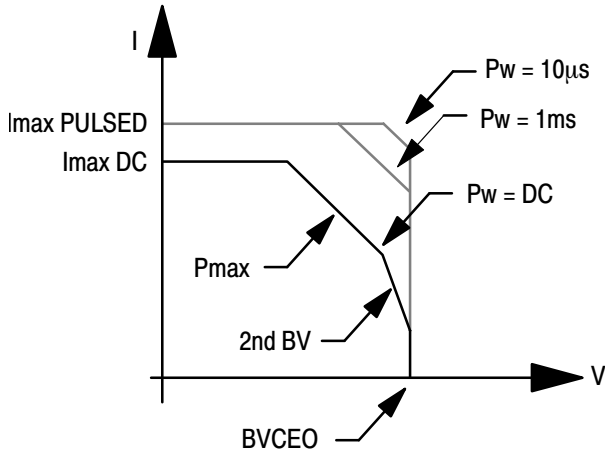 I
Pw = 10μs
Imax PULSED
Pw = 1ms
Imax DC
Pw = DC
Pmax
2nd BV
V
BVCEO